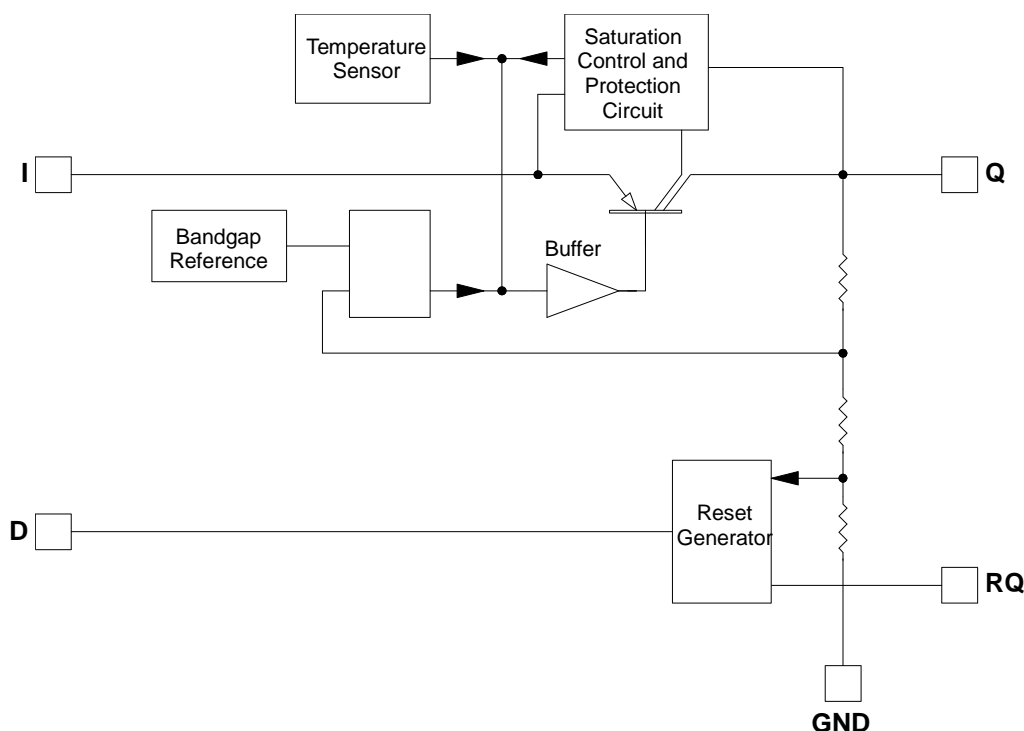 Temperature
Sensor
Saturation
Control and
Protection
Circuit
I
Q
Bandgap
Reference
Buffer
D
Reset
Generator
RQ
GND